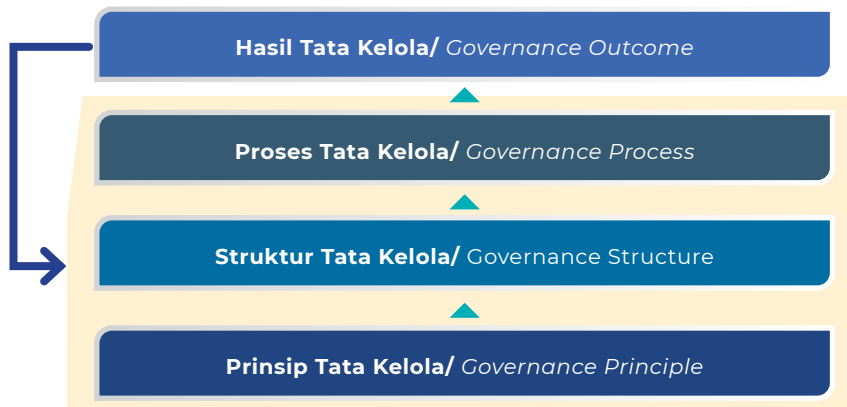 Hasil Tata Kelola/ Governance Outcome
Proses Tata Kelola/ Governance Process
Struktur Tata Kelola/ Governance Structure
Prinsip Tata Kelola/ Governance Principle